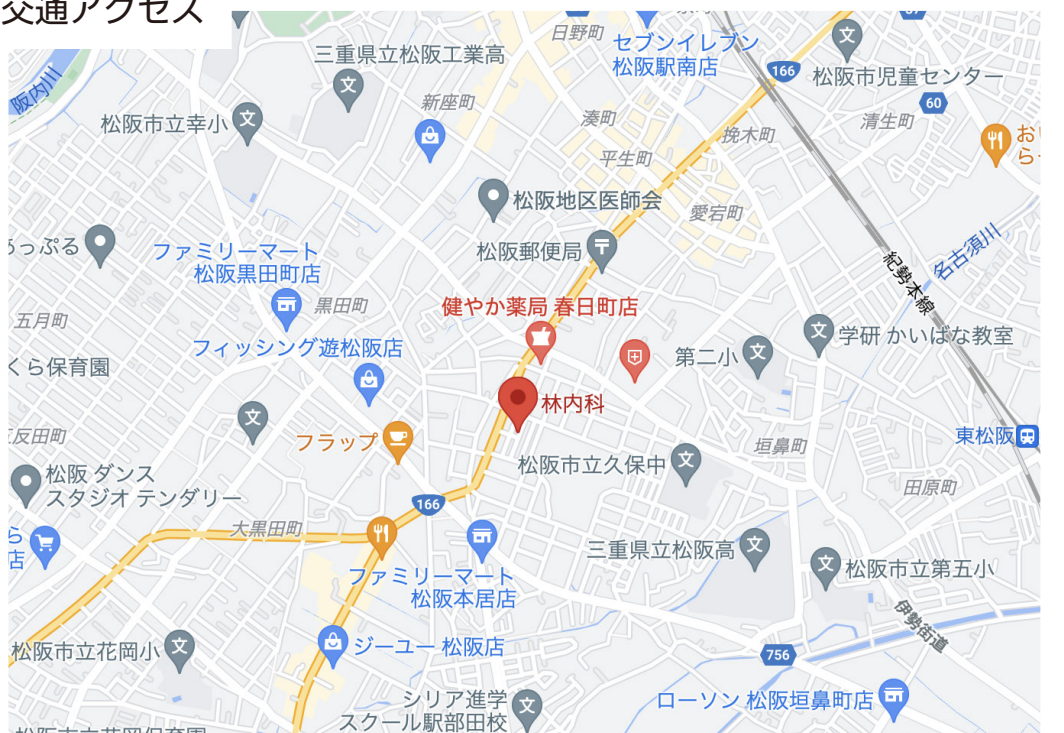 交通アクセス
日野町
セブンイレブン
松阪駅南店
三重県立松阪工業高
166
松阪市児童センター
阪内川
新座町
60
松阪市立幸小
湊町
清生町
挽木町
平生町
松阪地区医師会
愛宕町
松阪郵便局
ファミリーマート
松阪黒田町店
名古須川
紀勢本線
健やか薬局 春日町店
黒田町
五月町
フィッシング遊松阪店
第二小
学研 かいばな教室
くら保育園
林内科
フラップ
垣鼻町
東松阪
松阪市立久保中
松阪 ダンス
スタジオ テンダリー
田原町
166
大黒田町
三重県立松阪高
松阪市立第五小
ファミリーマート
松阪本居店
伊勢街道
松阪市立花岡小
ジーユー 松阪店
756
ローソン 松阪垣鼻町店
シリア進学
スクール駅部田校